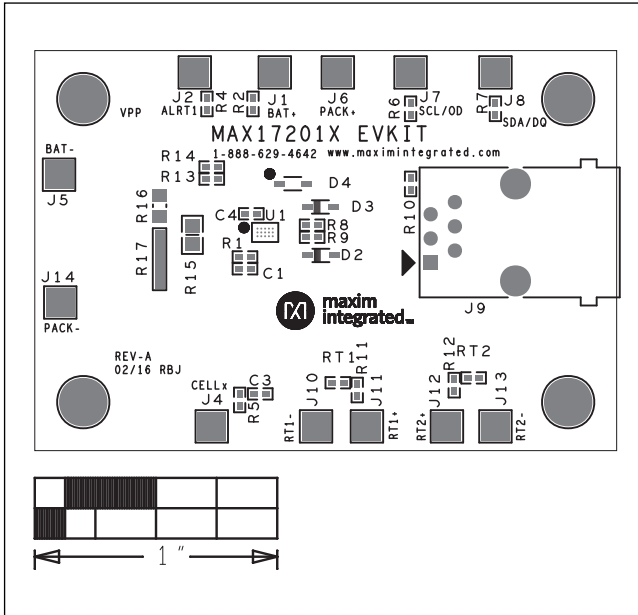 J2
ALRT1
R4
R2
J1
BAT+
J6
PACK+
R6
J7
SCL/OD
R7
J8
SDA/DQ
VPP
MAX17201X EVKIT
1-888-629-4642 www.maximintegrated.com
BAT-
J5
R14
R13
D4
R16
C4
U1
D3
R8
R9
R10
R17
R15
R1
C1
D2
J14
PACK-
J9
maxim
integrated™
REV-A
02/16 RBJ
CELLx
J4
R5
C3
RT1
R11
J10
J11
RT1-
RT1+
R12
RT2
J12
J13
RT2+
RT2-
1"